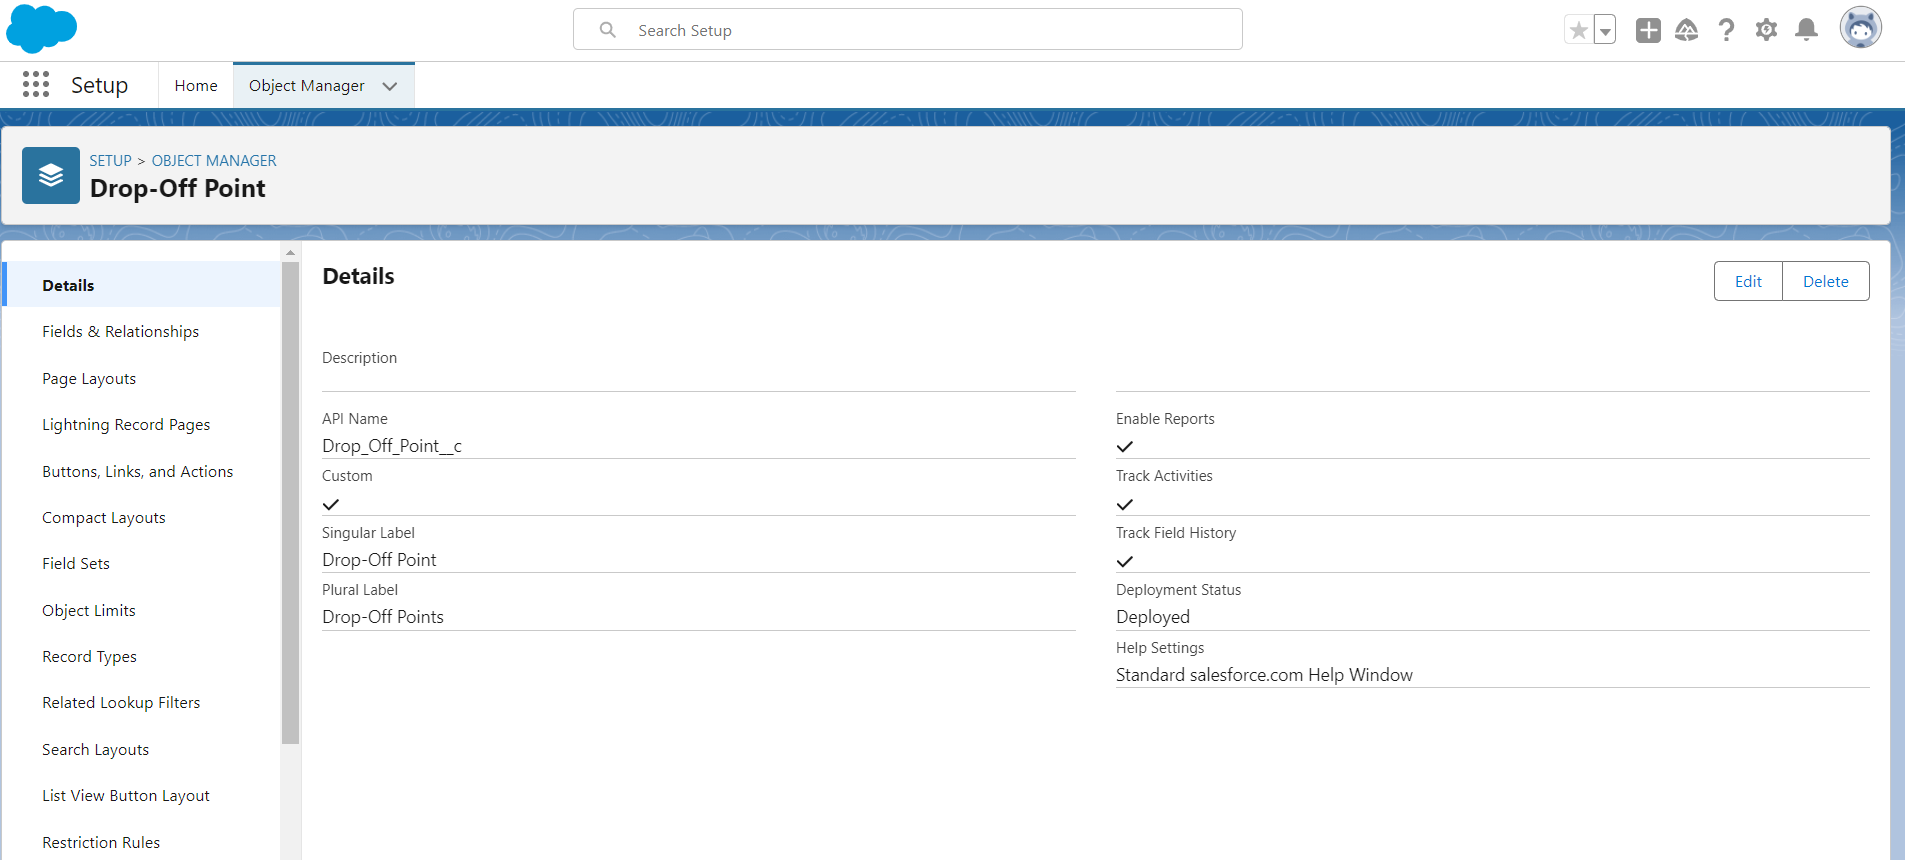 Search Setup
Setup
Home
Object Manager
SETUP > OBJECT MANAGER
Drop-Off Point
Details
Fields & Relationships
Page Layouts
Lightning Record Pages
Buttons, Links, and Actions
Compact Layouts
Field Sets
Object Limits
Record Types
Related Lookup Filters
Search Layouts
List View Button Layout
Restriction Rules
Details
Edit
Delete
Description
API Name
Drop_Off_Point__c
Custom
Singular Label
Drop-Off Point
Plural Label
Drop-Off Points
Enable Reports
Track Activities
Track Field History
Deployment Status
Deployed
Help Settings
Standard salesforce.com Help Window